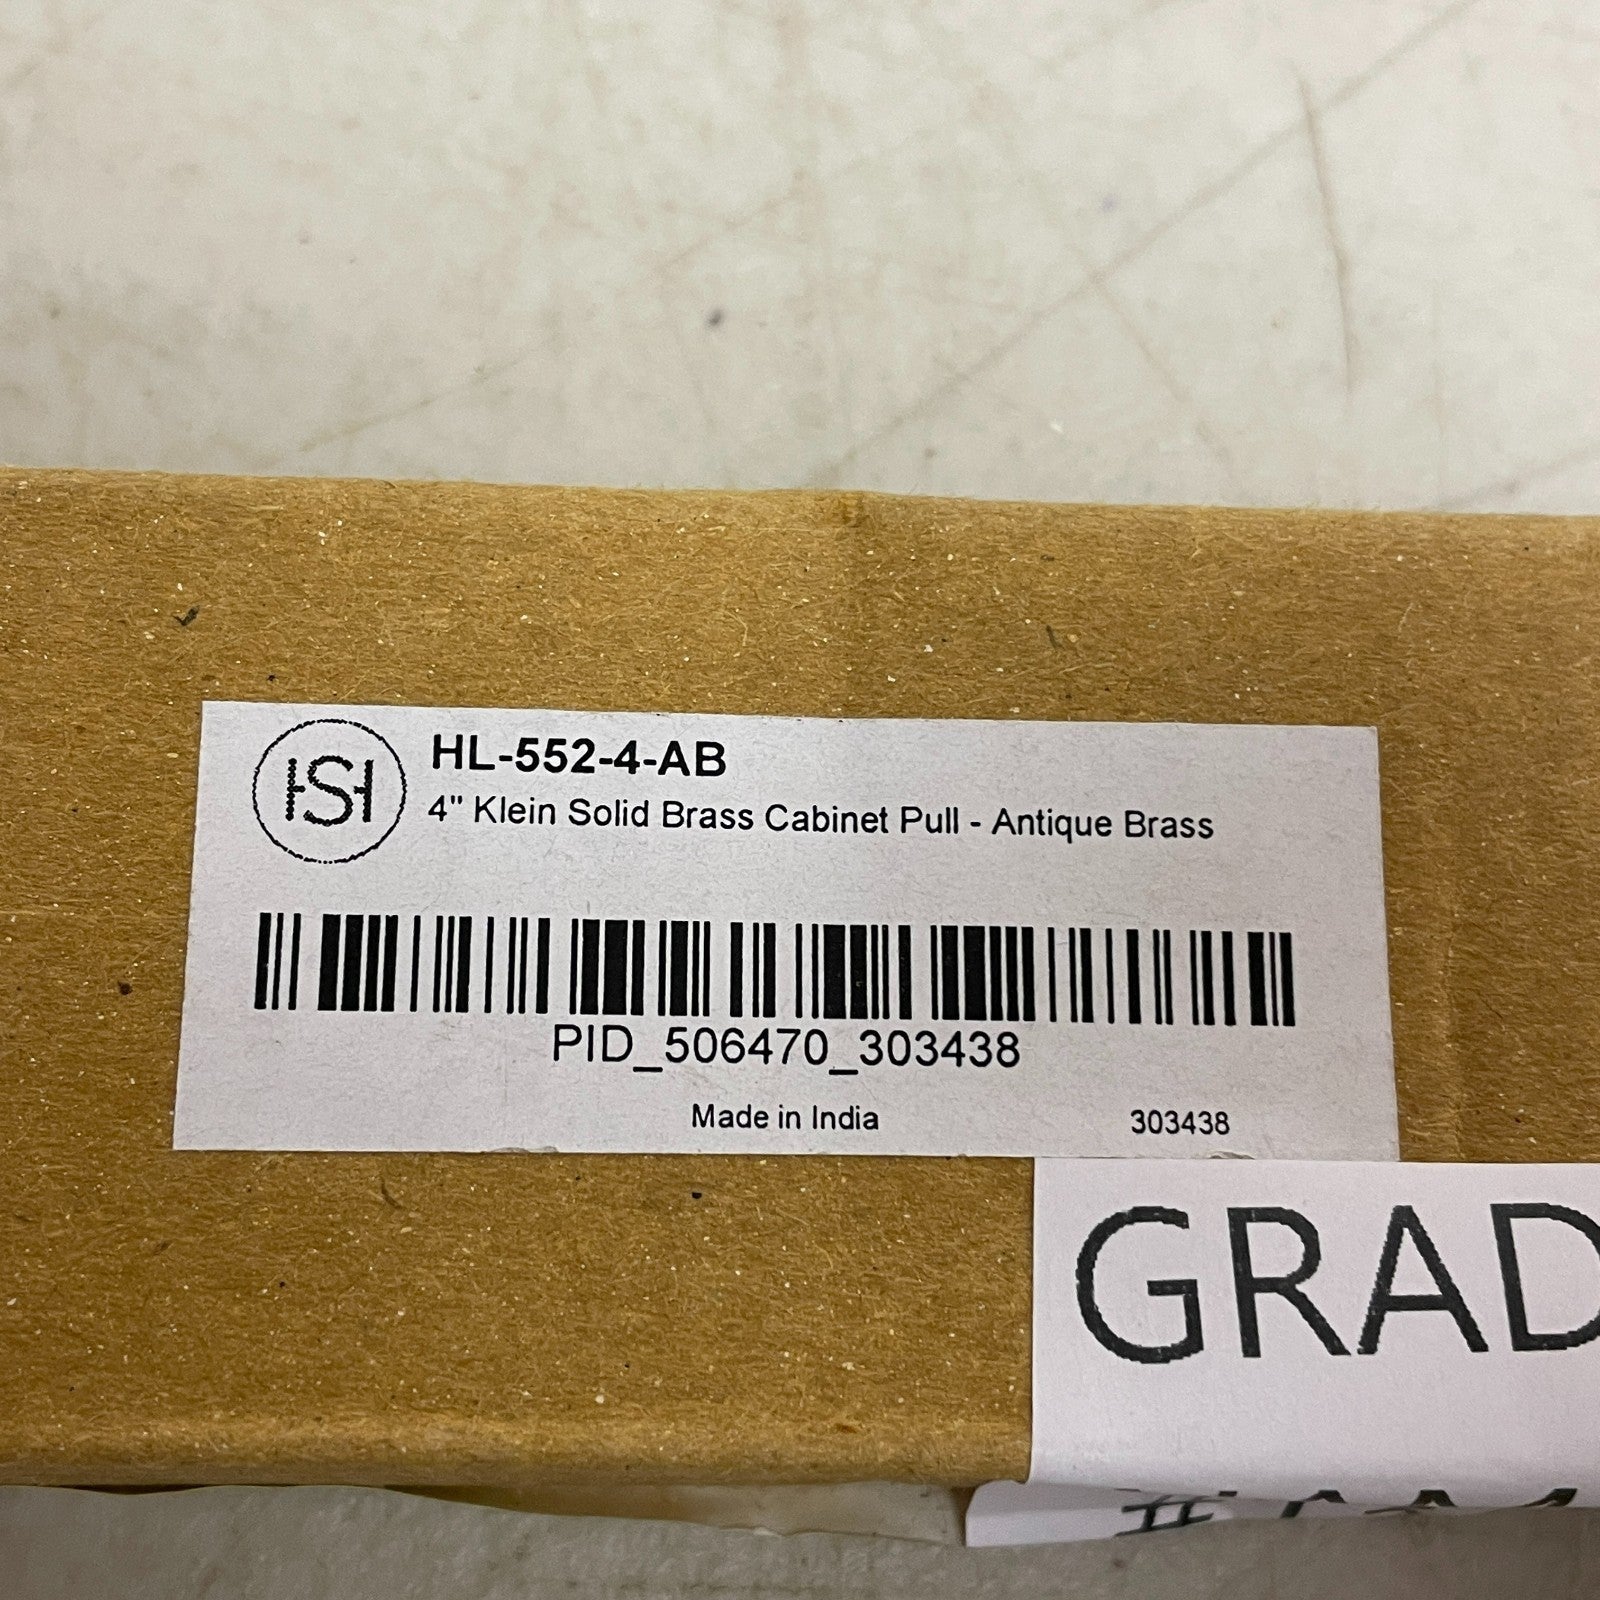 HSH
HL-552-4-AB
4" Klein Solid Brass Cabinet Pull - Antique Brass
PID_506470_303438
Made in India 303438
GRAD